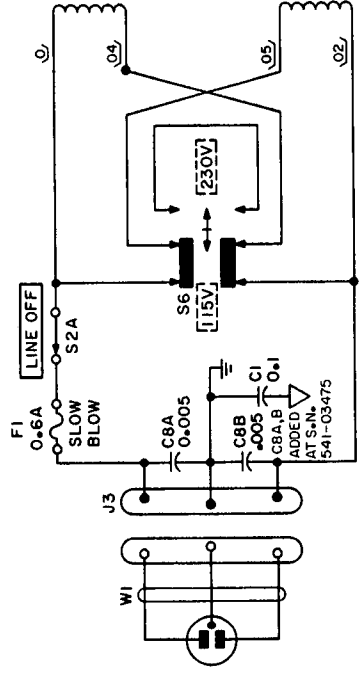 0
04
05
02
LINE OFF
F1
0.6A
SLOW
BLOW
S2A
S6
115V
230V
J3
C8A
0.005
C8B
.005
C1
0.1
C8A,B
ADDED
AT S.N.
541-03475
W1